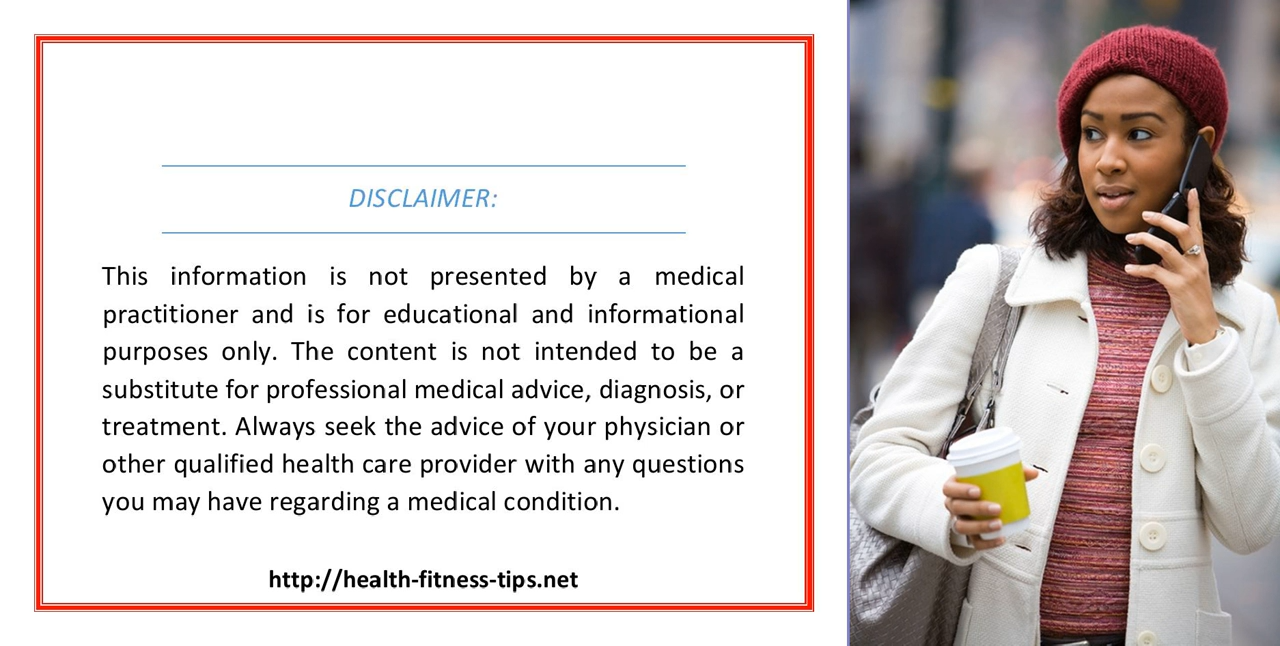 DISCLAIMER:
This information is not presented by a medical
practitioner and is for educational and informational
purposes only. The content is not intended to be a
substitute for professional medical advice, diagnosis, or
treatment. Always seek the advice of your physician or
other qualified health care provider with any questions
you may have regarding a medical condition.
http://health-fitness-tips.net